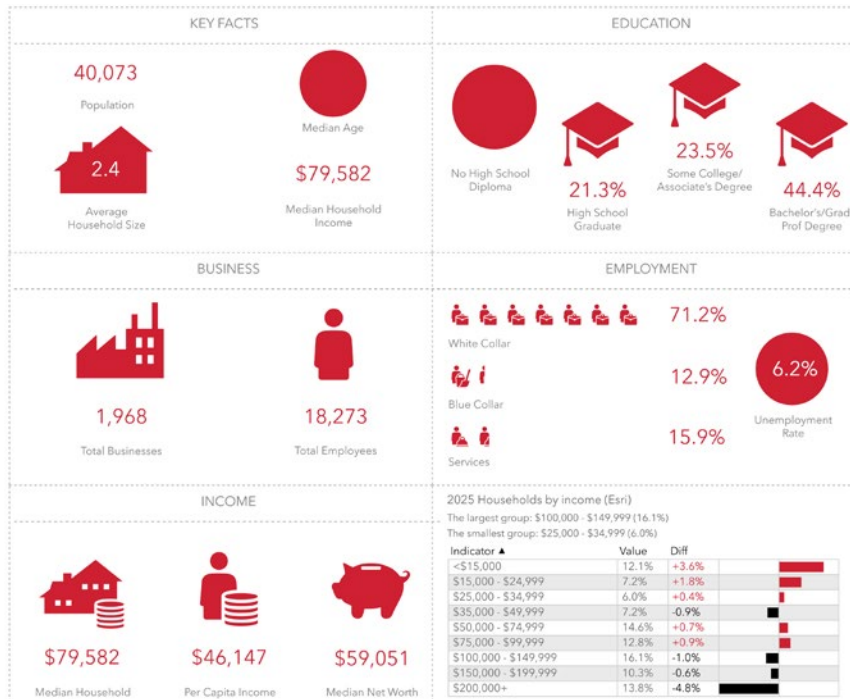 KEY FACTS
40,073
Population
Median Age
2.4
Average
Household Size
$79,582
Median Household
Income
EDUCATION
No High School
Diploma
21.3%
High School
Graduate
23.5%
Some College/
Associate's Degree
44.4%
Bachelor's/Grad
Prof Degree
BUSINESS
1,968
Total Businesses
18,273
Total Employees
EMPLOYMENT
71.2%
White Collar
12.9%
Blue Collar
15.9%
Services
6.2%
Unemployment
Rate
INCOME
$79,582
Median Household
$46,147
Per Capita Income
$59,051
Median Net Worth
2025 Households by income (Esri)
The largest group: $100,000 - $149,999 (16.1%)
The smallest group: $25,000 - $34,999 (6.0%)
Indicator ▲ Value Diff
<$15,000 12.1% +3.6%
$15,000 - $24,999 7.2% +1.8%
$25,000 - $34,999 6.0% +0.4%
$35,000 - $49,999 7.2% -0.9%
$50,000 - $74,999 14.6% +0.7%
$75,000 - $99,999 12.8% +0.9%
$100,000 - $149,999 16.1% -1.0%
$150,000 - $199,999 10.3% -0.6%
$200,000+ 13.8% -4.8%